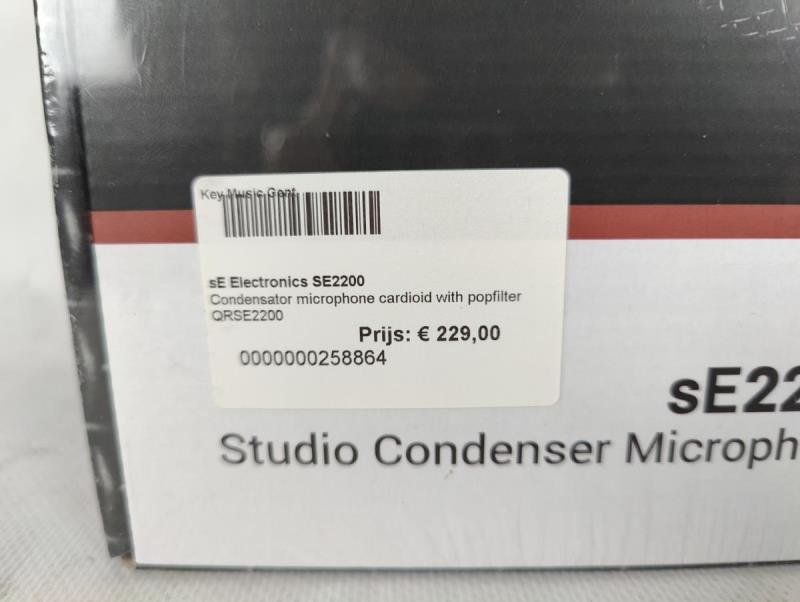 Key Music Gent
sE Electronics SE2200
Condensator microphone cardioid with popfilter
QRSE2200
Prijs: € 229,00
0000000258864
sE22
Studio Condenser Microph